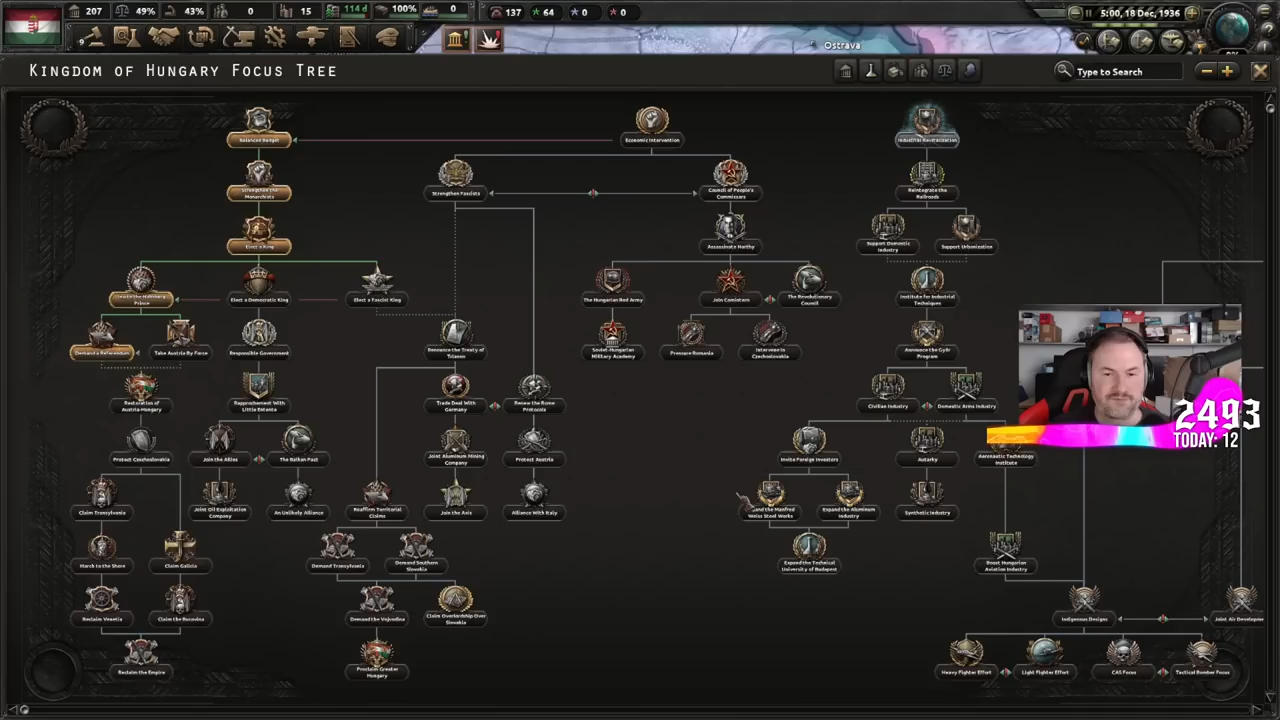 207
49%
43%
0
15
114 d
100%
0
137
64
0
0
5:00, 18 Dec, 1936
9
Ostrava
KINGDOM OF HUNGARY FOCUS TREE
Type to Search
Balanced Budget
Economic Intervention
Industrial Revitalization
Strengthen the Monarchists
Strengthen Fascists
Council of People's Commissars
Reintegrate the Railroads
Elect a King
Assassinate Horthy
Support Domestic Industry
Support Urbanization
Prince
Elect a Democratic King
Elect a Fascist King
The Hungarian Red Army
Join Comintern
The Revolutionary Council
Institute for Industrial Techniques
Demand a Referendum
Take Austria By Force
Responsible Government
Renounce the Treaty of Trianon
Soviet-Hungarian Military Academy
Pressure Romania
Intervene in Czechoslovakia
Announce the Győr Program
Restoration of Austria-Hungary
Rapprochement With Little Entente
Trade Deal With Germany
Renew the Rome Protocols
Civilian Industry
Domestic Arms Industry
2493
TODAY: 12
Protect Czechoslovakia
Join the Allies
The Balkan Pact
Joint Aluminum Mining Company
Protect Austria
Invite Foreign Investors
Autarky
Aeronautic Technology Institute
Claim Transylvania
Joint Oil Exploitation Company
An Unlikely Alliance
Reaffirm Territorial Claims
Join the Axis
Alliance With Italy
and the Manfred Weiss Steel Works
Expand the Aluminum Industry
Synthetic Industry
March to the Shore
Claim Galicia
Demand Transylvania
Demand Southern Slovakia
Expand the Technical University of Budapest
Boost Hungarian Aviation Industry
Reclaim Venetia
Claim the Bucovina
Demand the Vojvodina
Claim Overlordship Over Slovakia
Indigenous Designs
Joint Air Develop
Reclaim the Empire
Proclaim Greater Hungary
Heavy Fighter Effort
Light Fighter Effort
CAS Focus
Tactical Bomber Focus